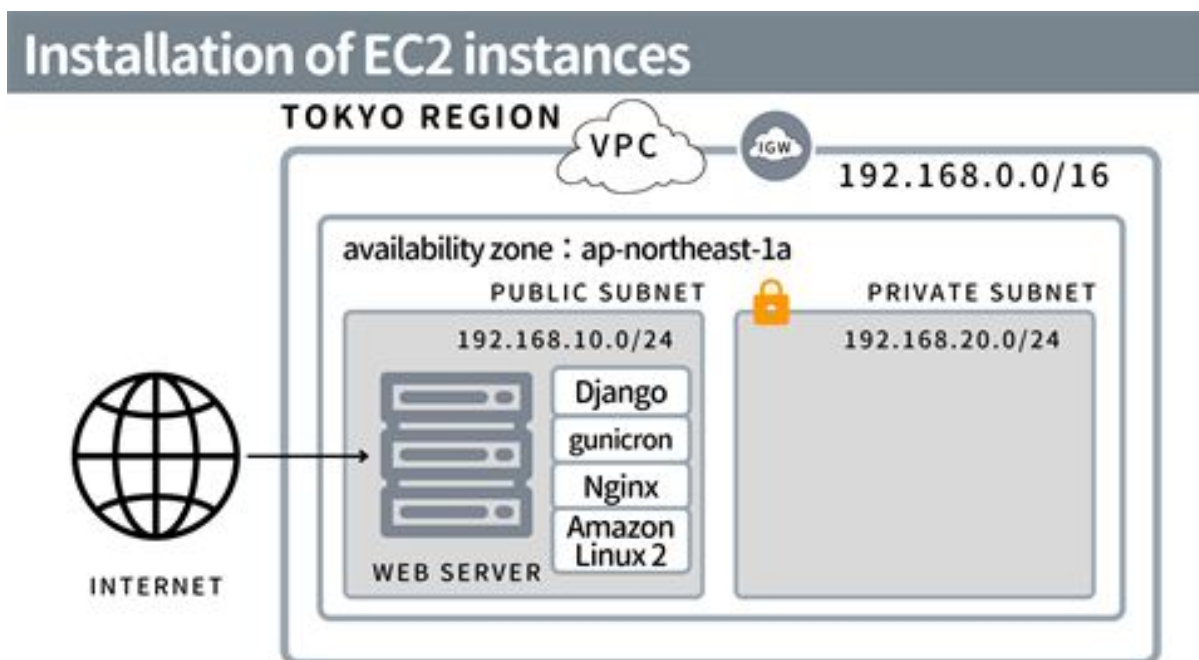 Installation of EC2 instances
TOKYO REGION
VPC
IGW
192.168.0.0/16
availability zone：ap-northeast-1a
PUBLIC SUBNET
PRIVATE SUBNET
192.168.10.0/24
192.168.20.0/24
Django
gunicron
Nginx
Amazon
Linux 2
WEB SERVER
INTERNET